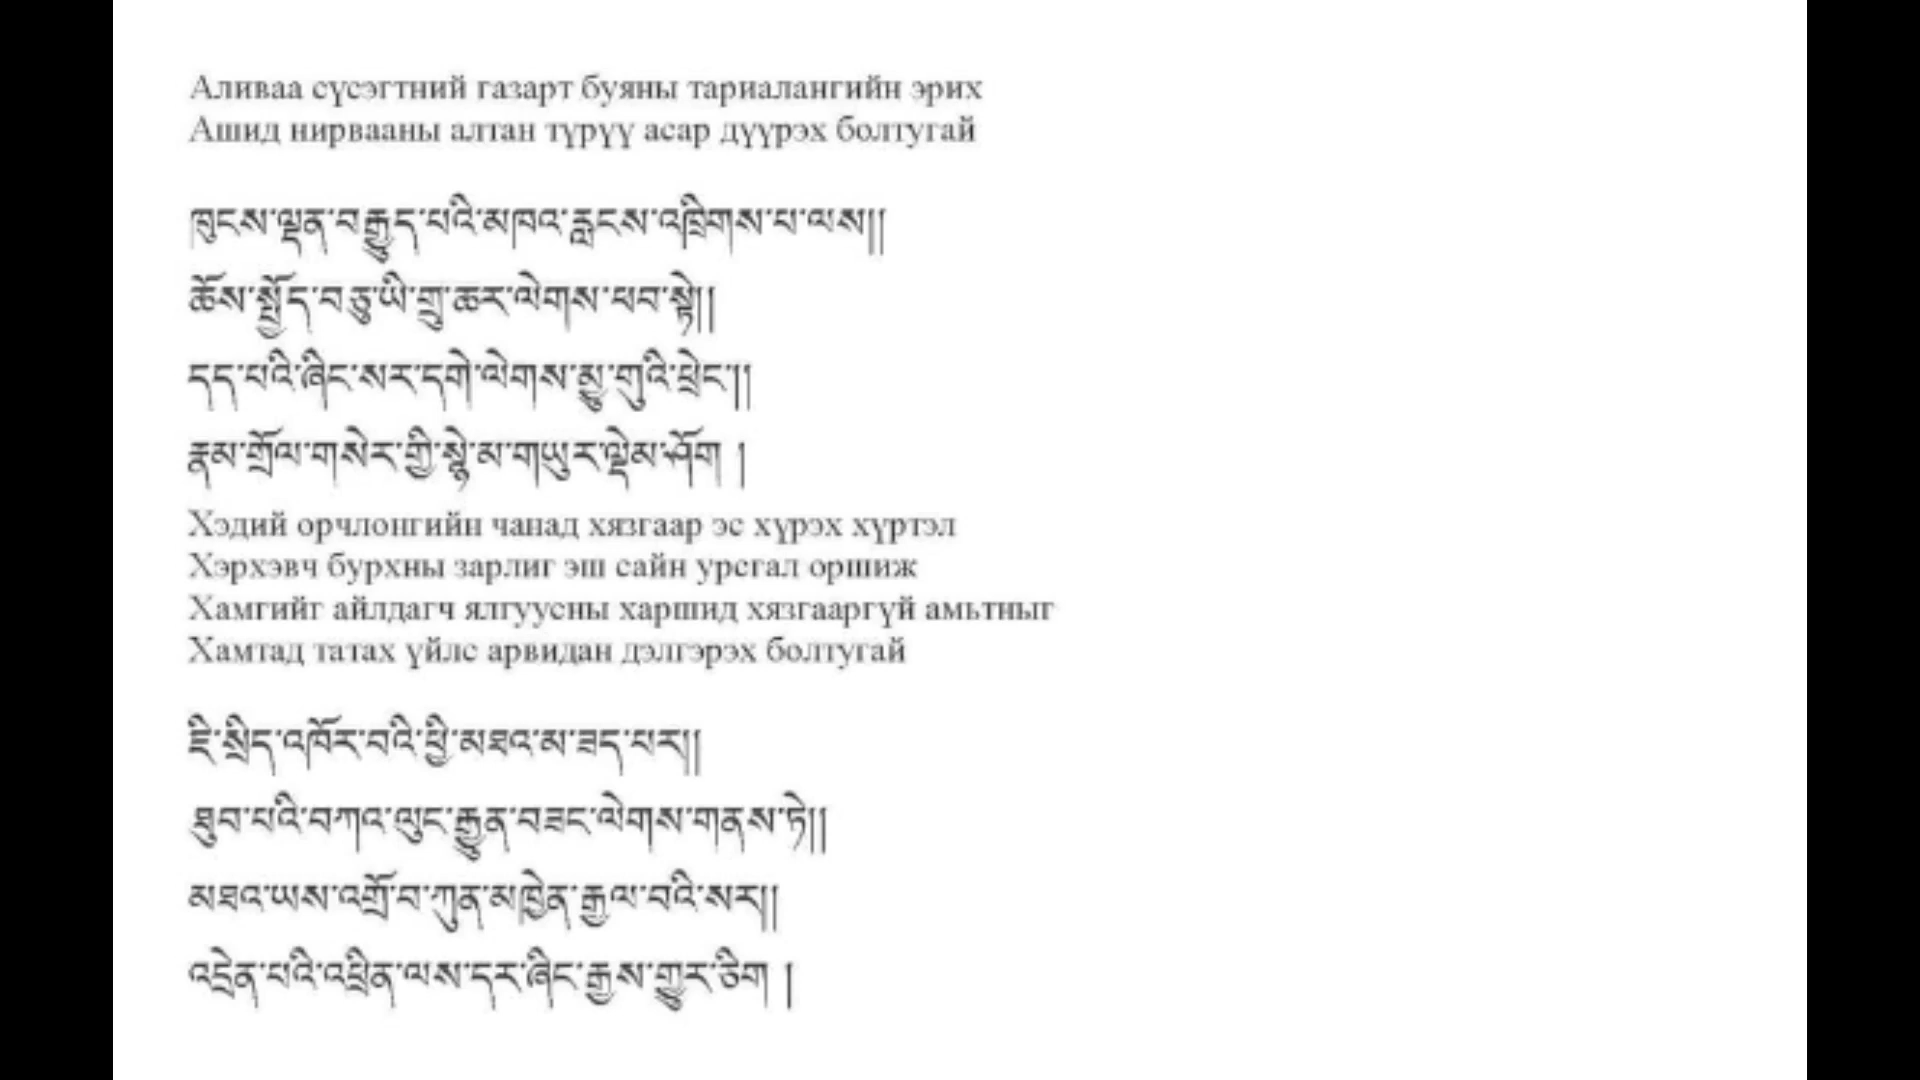 Аливаа сүсэгтний газарт буяны тариалангийн эрих
Ашид нирвааны алтан түрүү асар дүүрэх болтугай
ཁུངས་ལྡན་བརྒྱུད་པའི་མཁའ་རླངས་འཁྲིགས་པ་ལས།།
ཆོས་སྤྱོད་བཅུ་ཡི་གྲུ་ཆར་ལེགས་ཕབ་སྟེ།།
དད་པའི་ཞིང་སར་དགེ་ལེགས་མྱུ་གུའི་ཕྲེང་།།
རྣམ་གྲོལ་གསེར་གྱི་སྙེ་མ་གཡུར་ལྡེམ་ཤོག །
Хэдий орчлонгийн чанад хязгаар эс хүрэх хүртэл
Хэрхэвч бурхны зарлиг эш сайн урсгал оршиж
Хамгийг айлдагч ялгуусны харшид хязгааргүй амьтныг
Хамтад татах үйлс арвидан дэлгэрэх болтугай
ཇི་སྲིད་འཁོར་བའི་ཕྱི་མཐའ་མ་ཟད་པར།།
ཐུབ་པའི་བཀའ་ལུང་རྒྱུན་བཟང་ལེགས་གནས་ཏེ།།
མཐའ་ཡས་འགྲོ་བ་ཀུན་མཁྱེན་རྒྱལ་བའི་སར།།
འདྲེན་པའི་འཕྲིན་ལས་དར་ཞིང་རྒྱས་གྱུར་ཅིག །